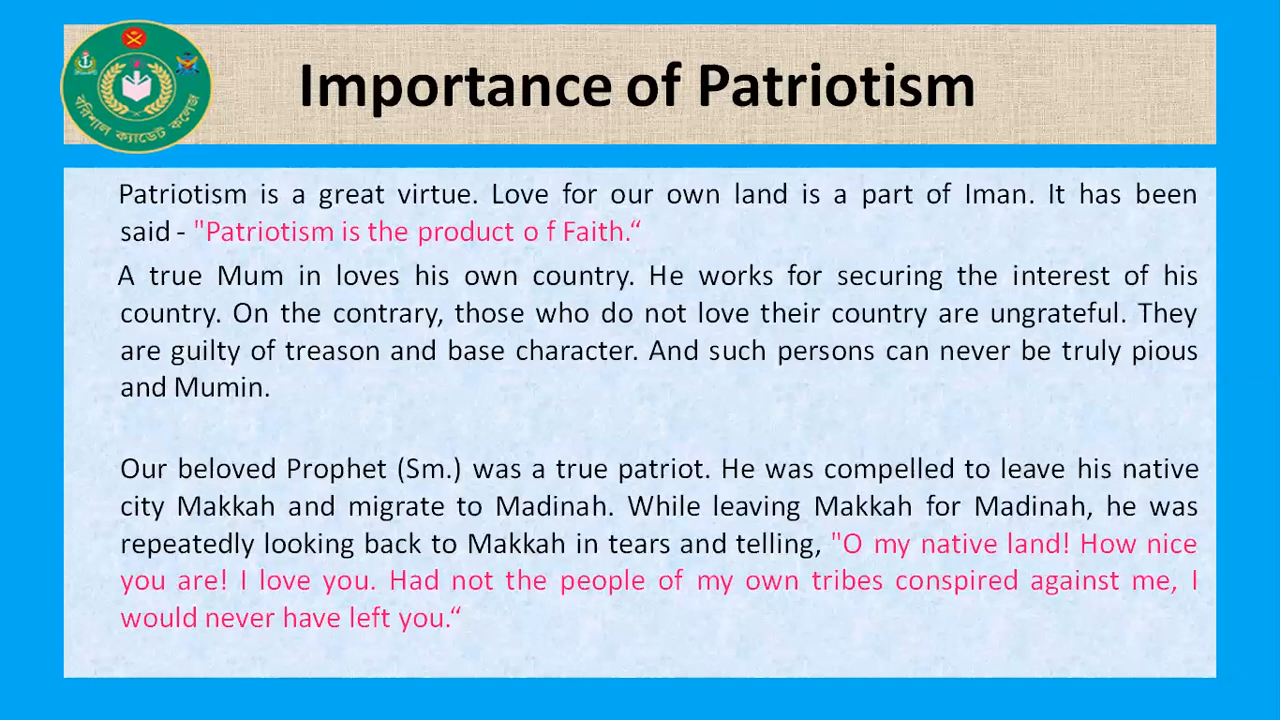 Importance of Patriotism
বরিশাল ক্যাডেট কলেজ
Patriotism is a great virtue. Love for our own land is a part of Iman. It has been
said - "Patriotism is the product o f Faith.“
A true Mum in loves his own country. He works for securing the interest of his
country. On the contrary, those who do not love their country are ungrateful. They
are guilty of treason and base character. And such persons can never be truly pious
and Mumin.
Our beloved Prophet (Sm.) was a true patriot. He was compelled to leave his native
city Makkah and migrate to Madinah. While leaving Makkah for Madinah, he was
repeatedly looking back to Makkah in tears and telling, "O my native land! How nice
you are! I love you. Had not the people of my own tribes conspired against me, I
would never have left you.“